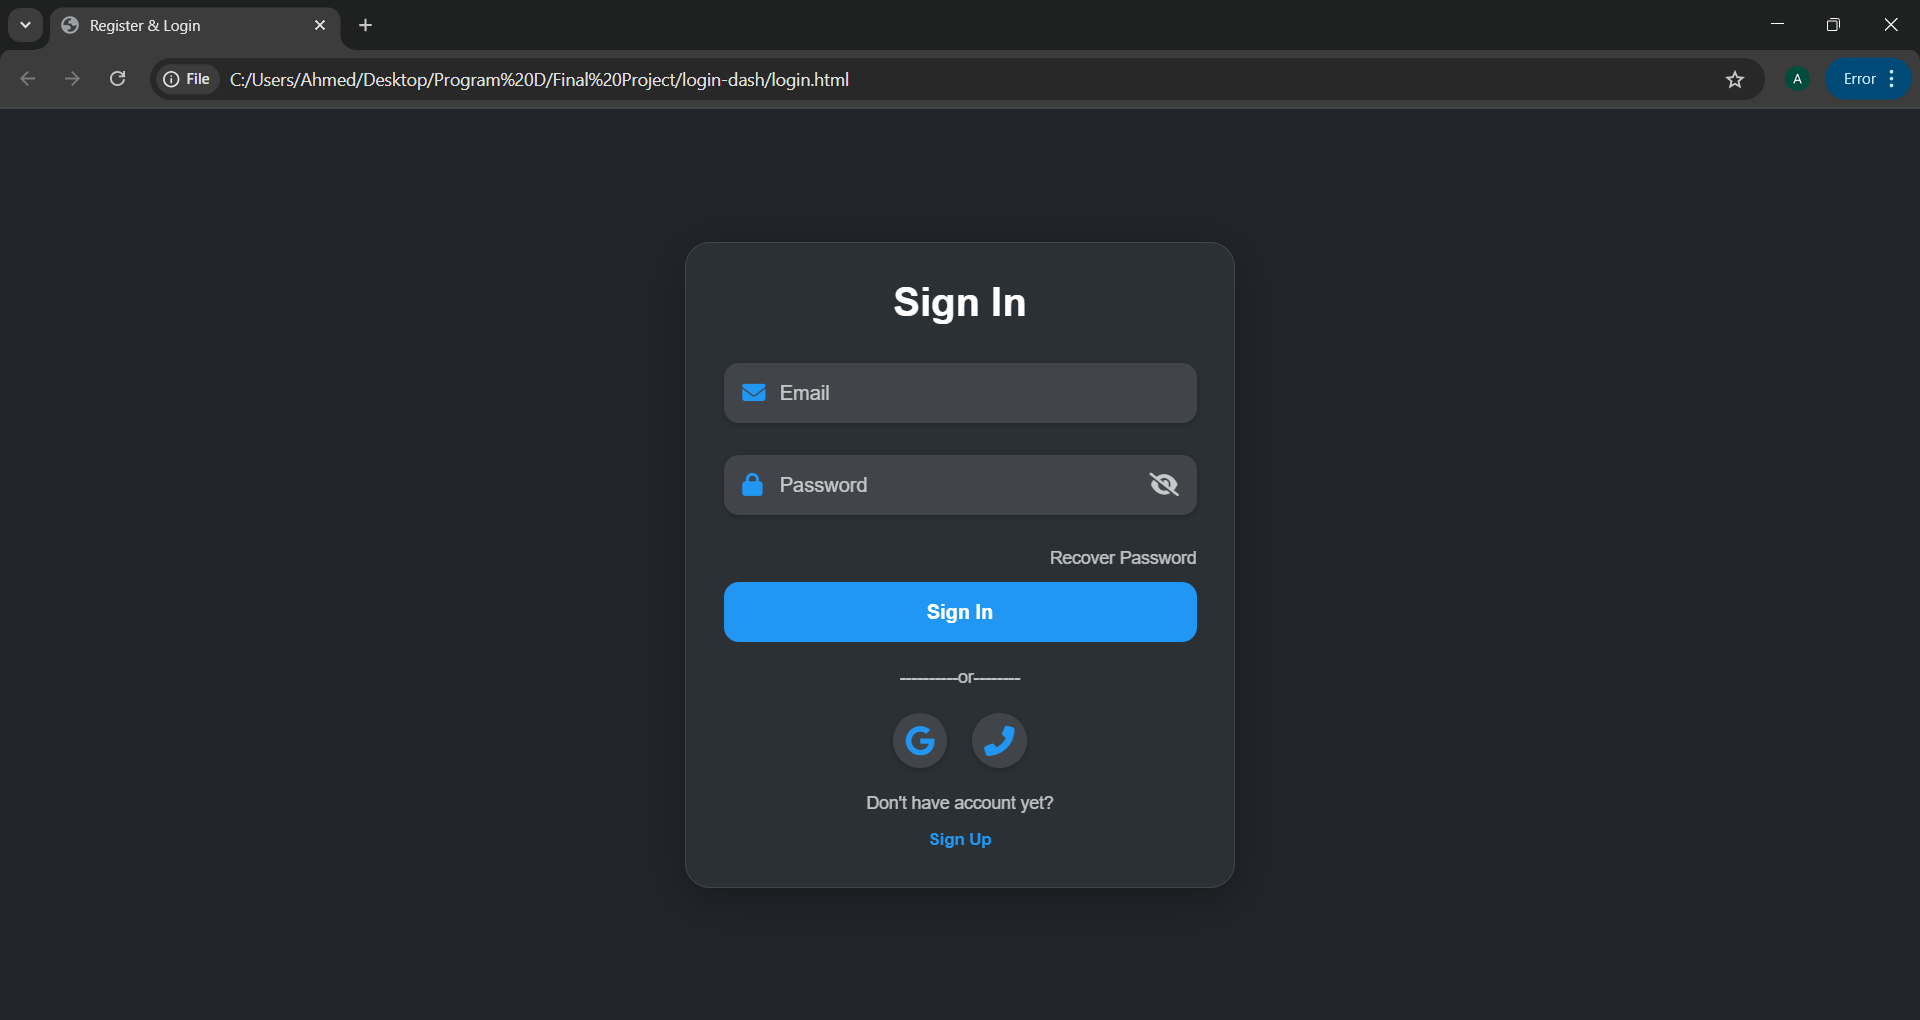 Register & Login
File
C:/Users/Ahmed/Desktop/Program%20D/Final%20Project/login-dash/login.html
A
Error
Sign In
Email
Password
Recover Password
Sign In
----------or--------
G
Don't have account yet?
Sign Up